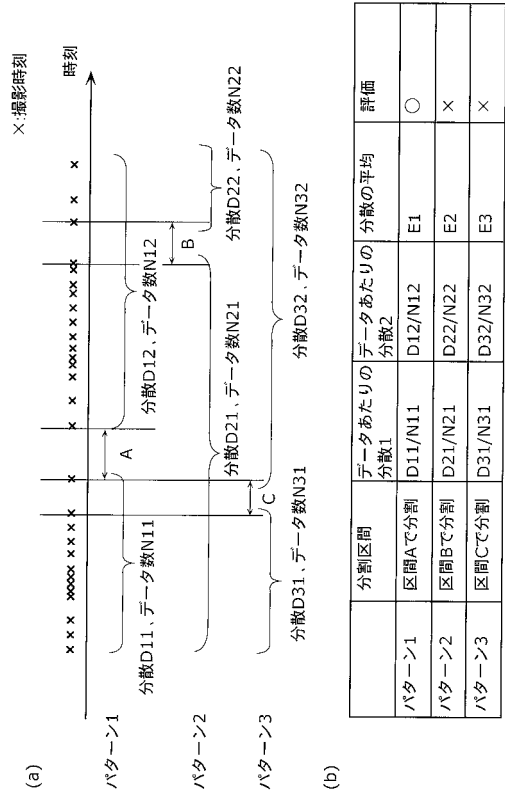 (a)
×:撮影時刻
時刻
パターン1
分散D11、データ数N11
A
分散D12、データ数N12
パターン2
分散D21、データ数N21
B
分散D22、データ数N22
パターン3
分散D31、データ数N31
C
分散D32、データ数N32
(b)
分割区間 データあたりの分散1 データあたりの分散2 分散の平均 評価
パターン1 区間Aで分割 D11/N11 D12/N12 E1 ○
パターン2 区間Bで分割 D21/N21 D22/N22 E2 ×
パターン3 区間Cで分割 D31/N31 D32/N32 E3 ×